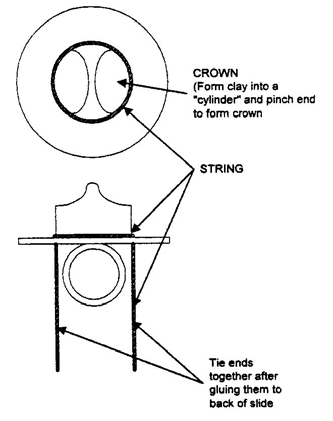 CROWN
(Form clay into a
"cylinder" and pinch end
to form crown
STRING
Tie ends
together after
gluing them to
back of slide